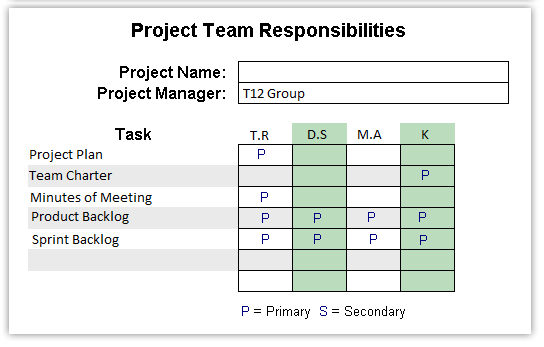 Project Team Responsibilities
Project Name:
Project Manager: T12 Group
Task T.R D.S M.A K
Project Plan P
Team Charter P
Minutes of Meeting P
Product Backlog P P P P
Sprint Backlog P P P P
P = Primary S = Secondary